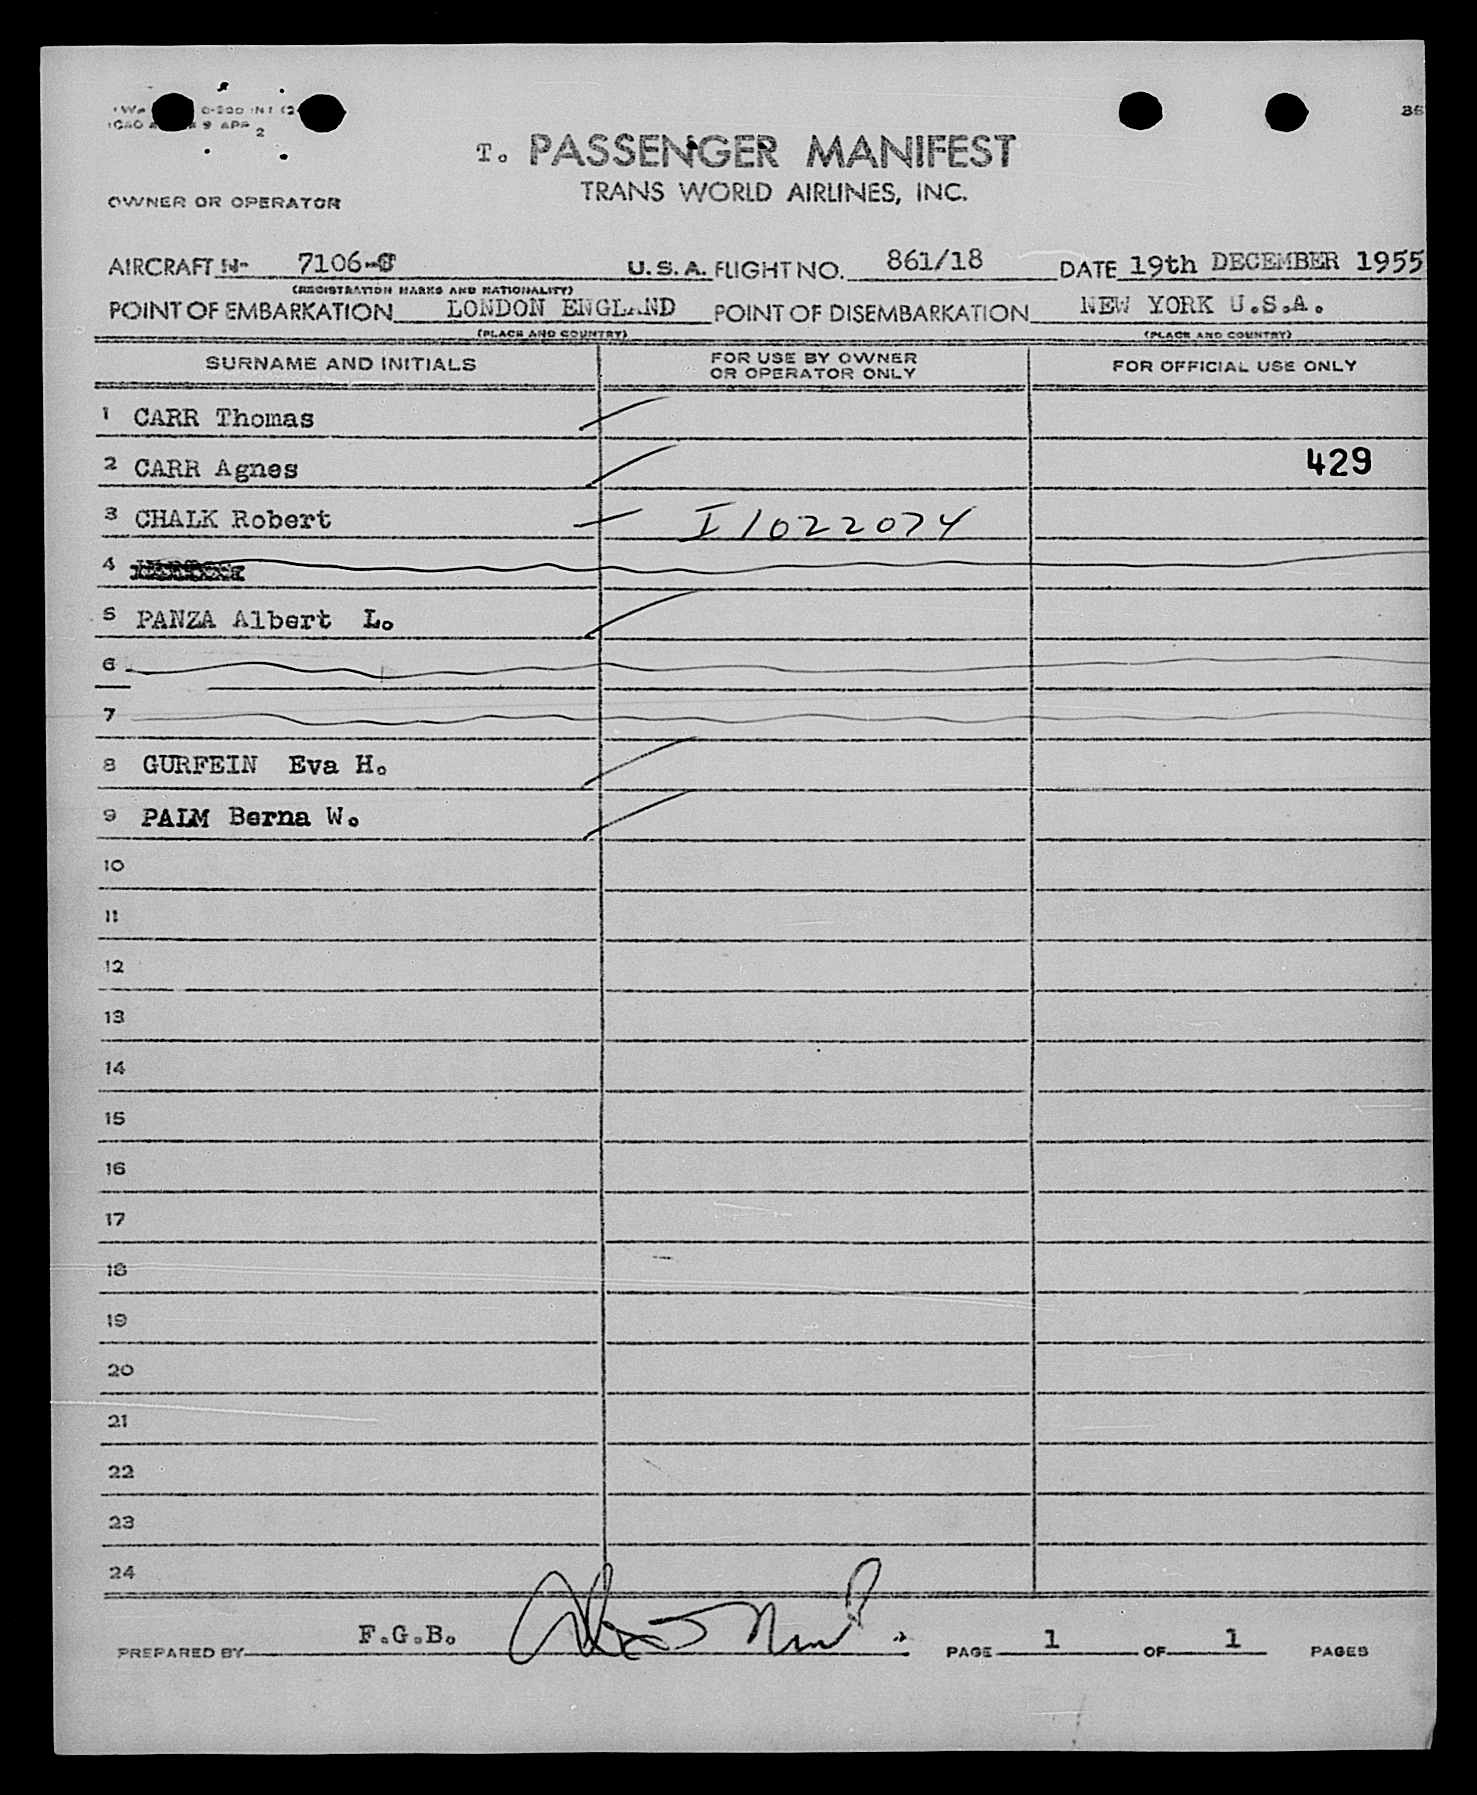 T. PASSENGER MANIFEST
TRANS WORLD AIRLINES, INC.
OWNER OR OPERATOR
AIRCRAFT N- 7106-C U.S.A. FLIGHT NO. 861/18 DATE 19th DECEMBER 1955
(REGISTRATION MARKS AND NATIONALITY)
POINT OF EMBARKATION LONDON ENGLAND POINT OF DISEMBARKATION NEW YORK U.S.A.
(PLACE AND COUNTRY) (PLACE AND COUNTRY)
SURNAME AND INITIALS FOR USE BY OWNER OR OPERATOR ONLY FOR OFFICIAL USE ONLY
1 CARR Thomas
2 CARR Agnes 429
3 CHALK Robert I 1022074
4
5 PANZA Albert L.
6
7
8 GURFEIN Eva H.
9 PALM Berna W.
10
11
12
13
14
15
16
17
18
19
20
21
22
23
24
PREPARED BY F.G.B. PAGE 1 OF 1 PAGES